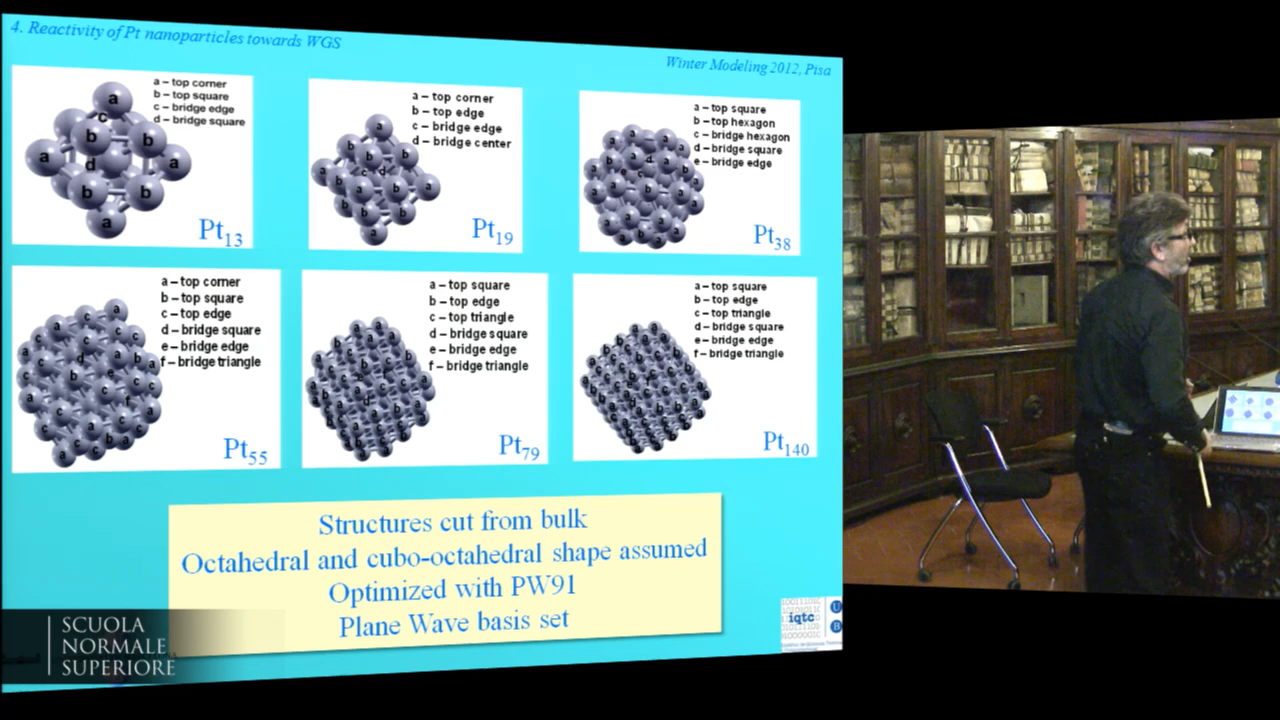 4. Reactivity of Pt nanoparticles towards WGS
Winter Modeling 2012, Pisa
a – top corner
b – top square
c – bridge edge
d – bridge square
Pt13
a – top corner
b – top edge
c – bridge edge
d – bridge center
Pt19
a – top square
b – top hexagon
c – bridge hexagon
d – bridge square
e – bridge edge
Pt38
a – top corner
b – top square
c – top edge
d – bridge square
e – bridge edge
f – bridge triangle
Pt55
a – top square
b – top edge
c – top triangle
d – bridge square
e – bridge edge
f – bridge triangle
Pt79
a – top square
b – top edge
c – top triangle
d – bridge square
e – bridge edge
f – bridge triangle
Pt140
Structures cut from bulk
Octahedral and cubo-octahedral shape assumed
Optimized with PW91
Plane Wave basis set
SCUOLA
NORMALE
SUPERIORE
iqtc
U
B